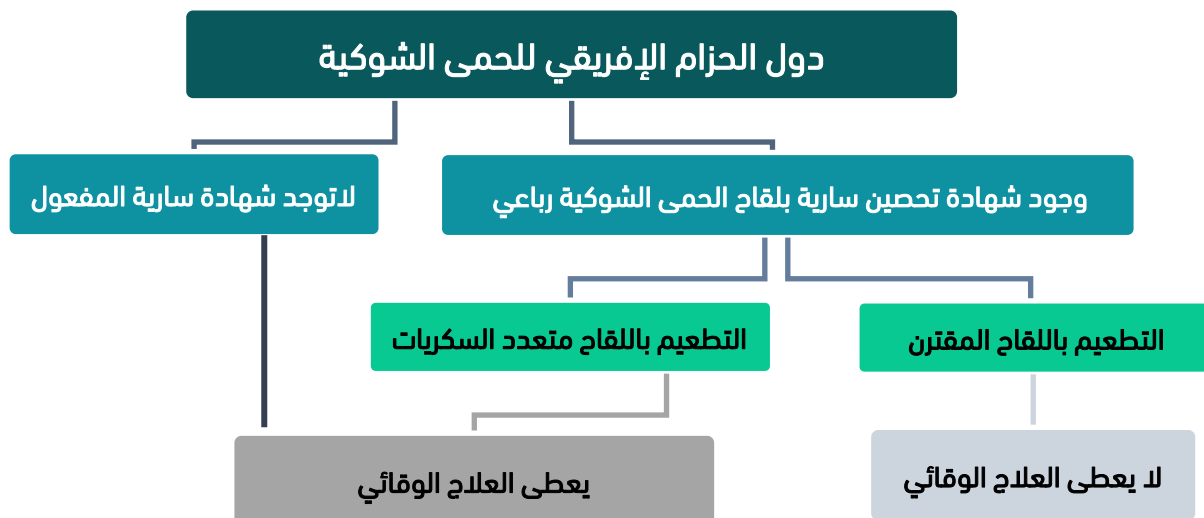 دول الحزام الإفريقي للحمى الشوكية
وجود شهادة تحصين سارية بلقاح الحمى الشوكية رباعي
لاتوجد شهادة سارية المفعول
التطعيم باللقاح المقترن
التطعيم باللقاح متعدد السكريات
لا يعطى العلاج الوقائي
يعطى العلاج الوقائي